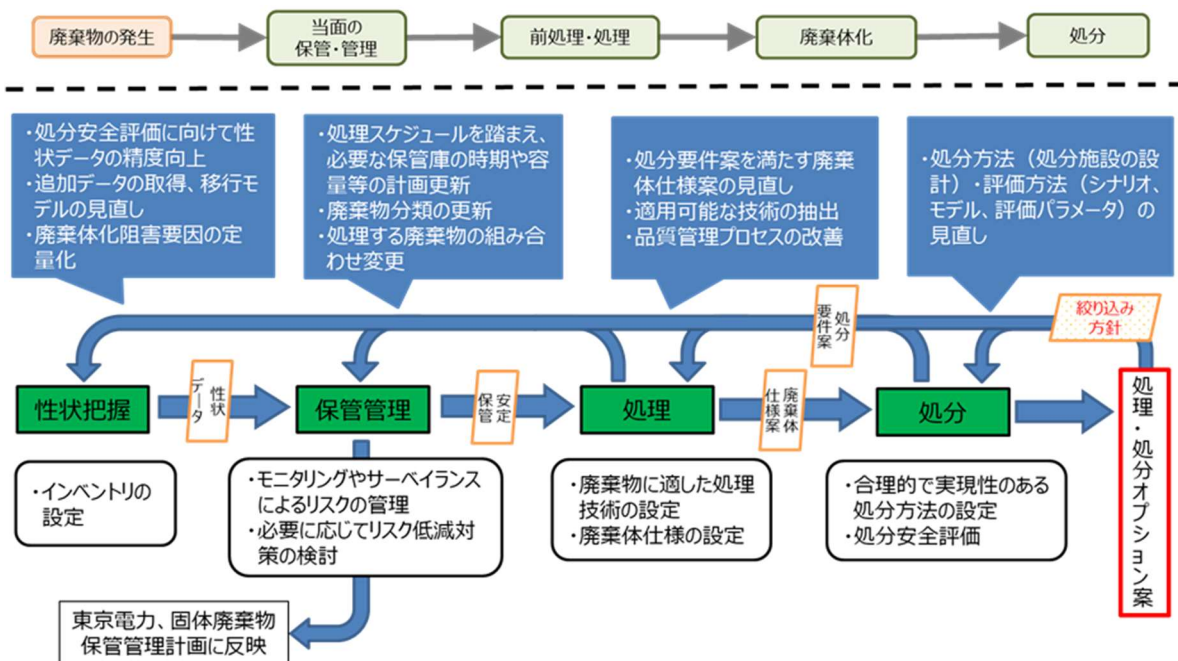 廃棄物の発生
当面の
保管・管理
前処理・処理
廃棄体化
処分
・処分安全評価に向けて性
状データの精度向上
・追加データの取得、移行モ
デルの見直し
・廃棄体化阻害要因の定
量化
・処理スケジュールを踏まえ、
必要な保管庫の時期や容
量等の計画更新
・廃棄物分類の更新
・処理する廃棄物の組み合
わせ変更
・処分要件案を満たす廃棄
体仕様案の見直し
・適用可能な技術の抽出
・品質管理プロセスの改善
・処分方法（処分施設の設
計）・評価方法（シナリオ、
モデル、評価パラメータ）の
見直し
処分
要件案
絞り込み
方針
性状把握
性状
データ
保管管理
安定
保管
処理
廃棄体
仕様案
処分
処理・処分オプション案
・インベントリの
設定
・モニタリングやサーベイランス
によるリスクの管理
・必要に応じてリスク低減対
策の検討
・廃棄物に適した処理
技術の設定
・廃棄体仕様の設定
・合理的で実現性のある
処分方法の設定
・処分安全評価
東京電力、固体廃棄物
保管管理計画に反映